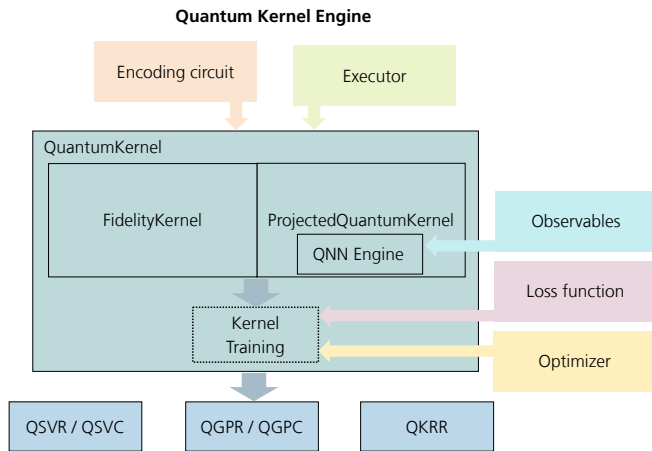 Quantum Kernel Engine
Encoding circuit
Executor
QuantumKernel
FidelityKernel
ProjectedQuantumKernel
QNN Engine
Observables
Loss function
Kernel
Training
Optimizer
QSVR / QSVC
QGPR / QGPC
QKRR